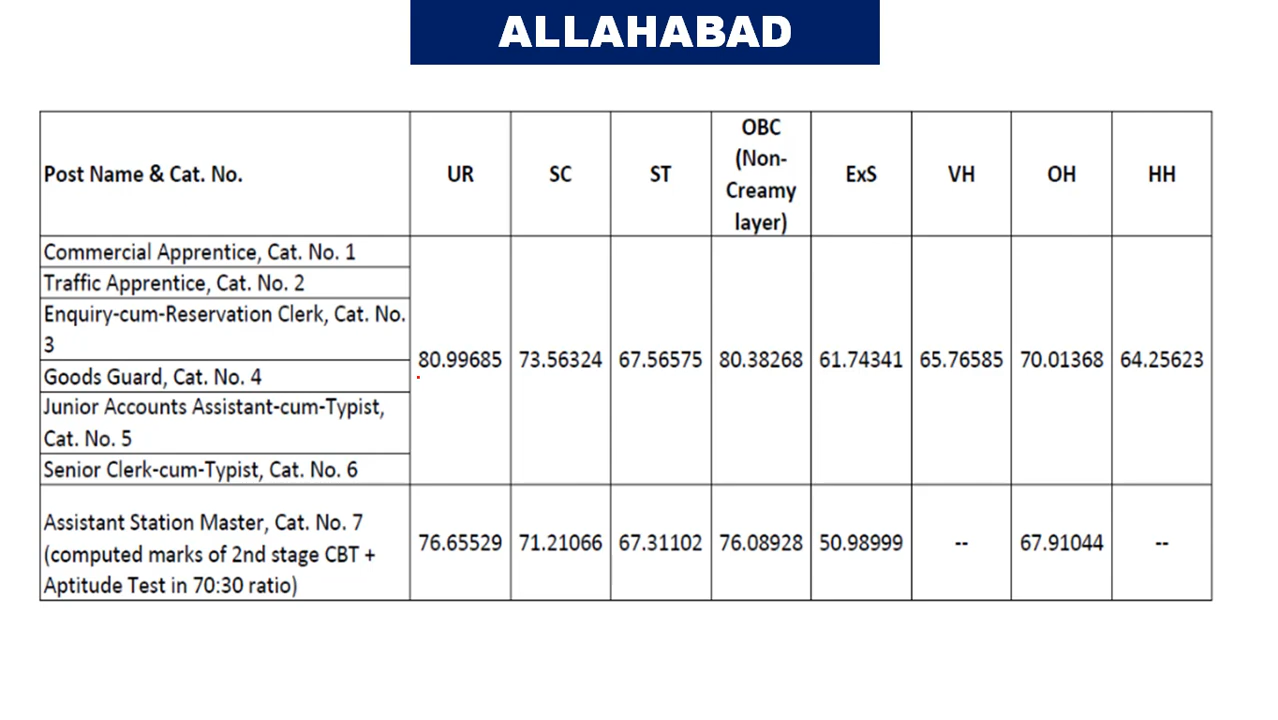 ALLAHABAD
Post Name & Cat. No. UR SC ST OBC (Non-Creamy layer) ExS VH OH HH
Commercial Apprentice, Cat. No. 1
Traffic Apprentice, Cat. No. 2
Enquiry-cum-Reservation Clerk, Cat. No.
3
80.99685 73.56324 67.56575 80.38268 61.74341 65.76585 70.01368 64.25623
Goods Guard, Cat. No. 4
Junior Accounts Assistant-cum-Typist,
Cat. No. 5
Senior Clerk-cum-Typist, Cat. No. 6
Assistant Station Master, Cat. No. 7
(computed marks of 2nd stage CBT +
Aptitude Test in 70:30 ratio)
76.65529 71.21066 67.31102 76.08928 50.98999 -- 67.91044 --